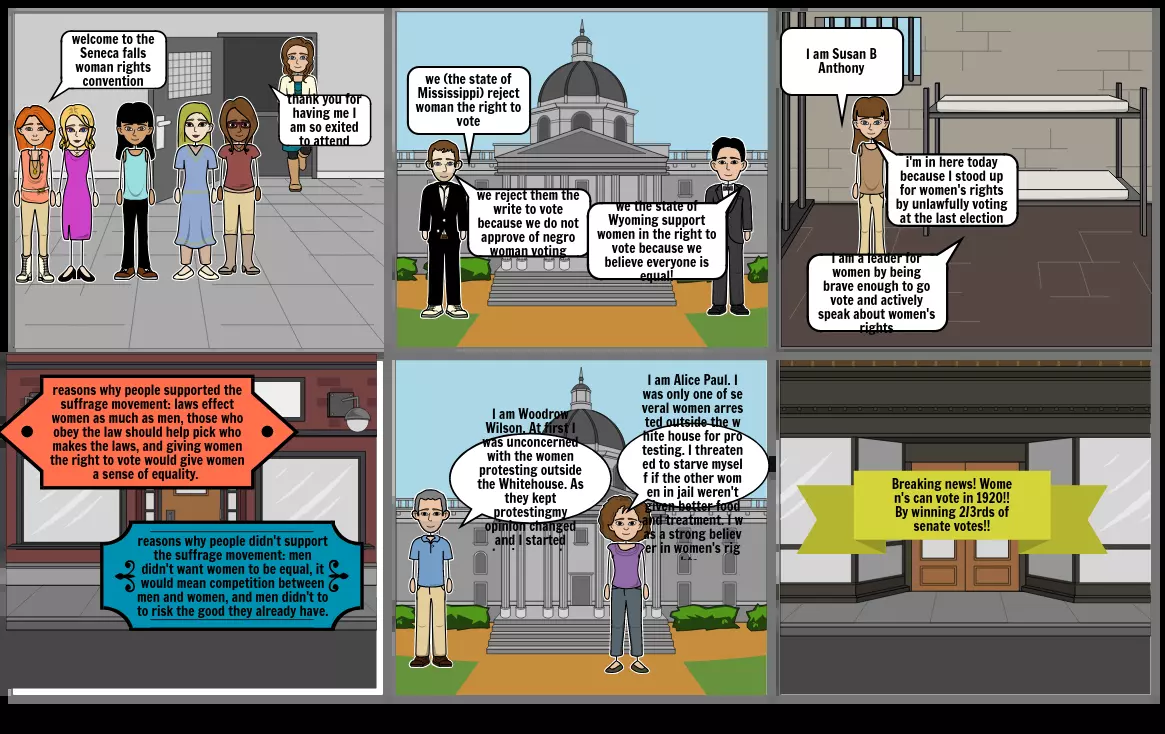 welcome to the
Seneca falls
woman rights
convention
thank you for
having me I
am so exited
to attend
we (the state of
Mississippi) reject
woman the right to
vote
we reject them the
write to vote
because we do not
approve of negro
woman voting
we the state of
Wyoming support
women in the right to
vote because we
believe everyone is
equal!
I am Susan B
Anthony
i'm in here today
because I stood up
for women's rights
by unlawfully voting
at the last election
I am a leader for
women by being
brave enough to go
vote and actively
speak about women's
rights
reasons why people supported the
suffrage movement: laws effect
women as much as men, those who
obey the law should help pick who
makes the laws, and giving women
the right to vote would give women
a sense of equality.
reasons why people didn't support
the suffrage movement: men
didn't want women to be equal, it
would mean competition between
men and women, and men didn't to
to risk the good they already have.
I am Woodrow
Wilson. At first I
was unconcerned
with the women
protesting outside
the Whitehouse. As
they kept
protestingmy
opinion changed
and I started
I am Alice Paul. I
was only one of se
veral women arres
ted outside the w
hite house for pro
testing. I threaten
ed to starve mysel
f if the other wom
en in jail weren't
given better food
and treatment. I w
as a strong believ
er in women's rig
Breaking news! Wome
n's can vote in 1920!!
By winning 2/3rds of
senate votes!!